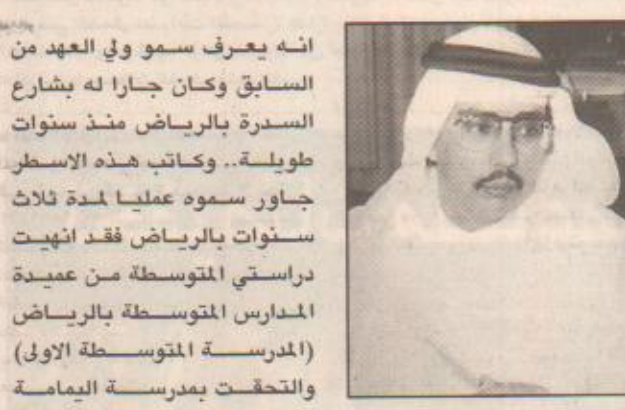 انه يعرف سمو ولي العهد من
السابق وكان جارا له بشارع
السدرة بالرياض منذ سنوات
طويلة.. وكاتب هذه الاسطر
جاور سموه عمليا لمدة ثلاث
سنوات بالرياض فقد انهيت
دراستي المتوسطة من عميدة
المدارس المتوسطة بالرياض
(المدرسة المتوسطة الاولى)
والتحقت بمدرسة اليمامة